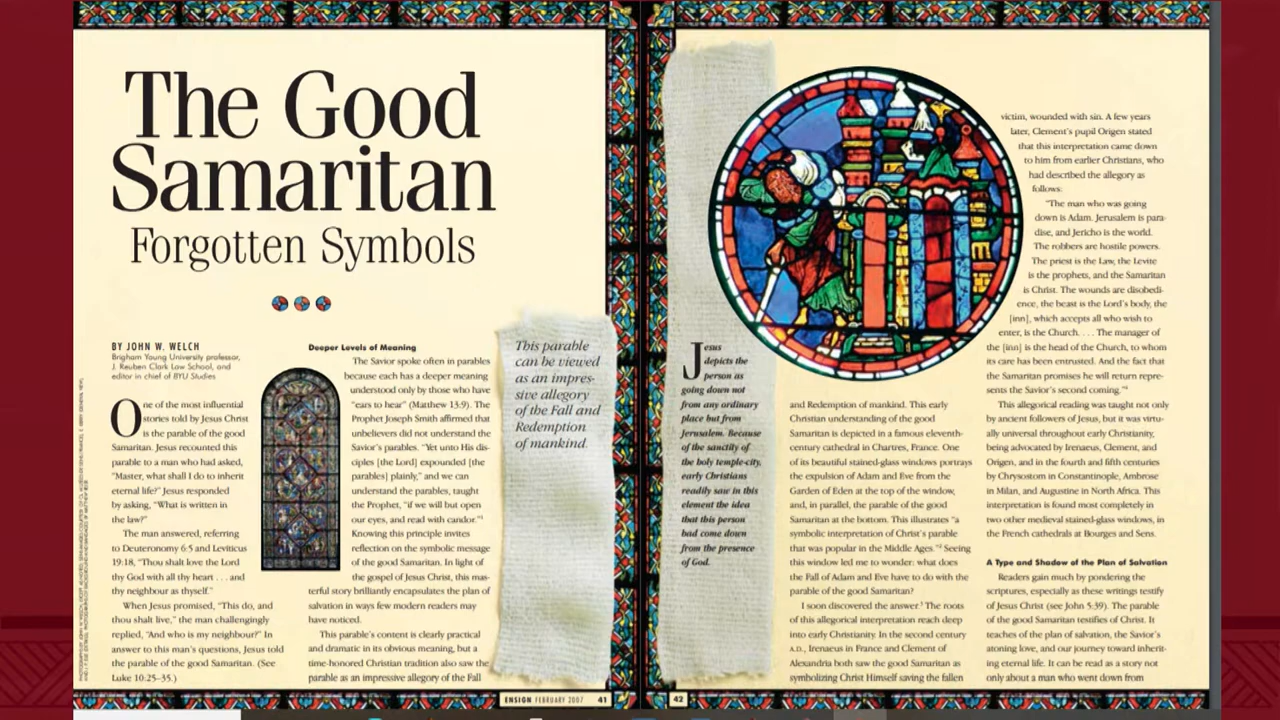 The Good
Samaritan
Forgotten Symbols
BY JOHN W. WELCH
Brigham Young University professor,
J. Reuben Clark Law School, and
editor in chief of BYU Studies
One of the most influential
stories told by Jesus Christ
is the parable of the good
Samaritan. Jesus recounted this
parable to a man who had asked,
"Master, what shall I do to inherit
eternal life?" Jesus responded
by asking, "What is written in
the law?"
The man answered, referring
to Deuteronomy 6:5 and Leviticus
19:18, "Thou shalt love the Lord
thy God with all thy heart . . . and
thy neighbour as thyself."
When Jesus promised, "This do, and
thou shalt live," the man challengingly
replied, "And who is my neighbour?" In
answer to this man's questions, Jesus told
the parable of the good Samaritan. (See
Luke 10:25–35.)
Deeper Levels of Meaning
The Savior spoke often in parables
because each has a deeper meaning
understood only by those who have
"ears to hear" (Matthew 13:9). The
Prophet Joseph Smith affirmed that
unbelievers did not understand the
Savior's parables. "Yet unto His dis-
ciples [the Lord] expounded [the
parables] plainly," and we can
understand the parables, taught
the Prophet, "if we will but open
our eyes, and read with candor."1
Knowing this principle invites
reflection on the symbolic message
of the good Samaritan. In light of
the gospel of Jesus Christ, this mas-
terful story brilliantly encapsulates the plan of
salvation in ways few modern readers may
have noticed.
This parable's content is clearly practical
and dramatic in its obvious meaning, but a
time-honored Christian tradition also saw the
parable as an impressive allegory of the Fall
This parable
can be viewed
as an impres-
sive allegory
of the Fall and
Redemption
of mankind.
ENSIGN FEBRUARY 2007 41
Jesus
depicts the
person as
going down not
from any ordinary
place but from
Jerusalem. Because
of the sanctity of
the holy temple-city,
early Christians
readily saw in this
element the idea
that this person
had come down
from the presence
of God.
and Redemption of mankind. This early
Christian understanding of the good
Samaritan is depicted in a famous eleventh-
century cathedral in Chartres, France. One
of its beautiful stained-glass windows portrays
the expulsion of Adam and Eve from the
Garden of Eden at the top of the window,
and, in parallel, the parable of the good
Samaritan at the bottom. This illustrates "a
symbolic interpretation of Christ's parable
that was popular in the Middle Ages."2 Seeing
this window led me to wonder: what does
the Fall of Adam and Eve have to do with the
parable of the good Samaritan?
I soon discovered the answer.3 The roots
of this allegorical interpretation reach deep
into early Christianity. In the second century
A.D., Irenaeus in France and Clement of
Alexandria both saw the good Samaritan as
symbolizing Christ Himself saving the fallen
victim, wounded with sin. A few years
later, Clement's pupil Origen stated
that this interpretation came down
to him from earlier Christians, who
had described the allegory as
follows:
"The man who was going
down is Adam. Jerusalem is para-
dise, and Jericho is the world.
The robbers are hostile powers.
The priest is the Law, the Levite
is the prophets, and the Samaritan
is Christ. The wounds are disobedi-
ence, the beast is the Lord's body, the
[inn], which accepts all who wish to
enter, is the Church. . . . The manager of
the [inn] is the head of the Church, to whom
its care has been entrusted. And the fact that
the Samaritan promises he will return repre-
sents the Savior's second coming."4
This allegorical reading was taught not only
by ancient followers of Jesus, but it was virtu-
ally universal throughout early Christianity,
being advocated by Irenaeus, Clement, and
Origen, and in the fourth and fifth centuries
by Chrysostom in Constantinople, Ambrose
in Milan, and Augustine in North Africa. This
interpretation is found most completely in
two other medieval stained-glass windows, in
the French cathedrals at Bourges and Sens.
A Type and Shadow of the Plan of Salvation
Readers gain much by pondering the
scriptures, especially as these writings testify
of Jesus Christ (see John 5:39). The parable
of the good Samaritan testifies of Christ. It
teaches of the plan of salvation, the Savior's
atoning love, and our journey toward inherit-
ing eternal life. It can be read as a story not
only about a man who went down from
42